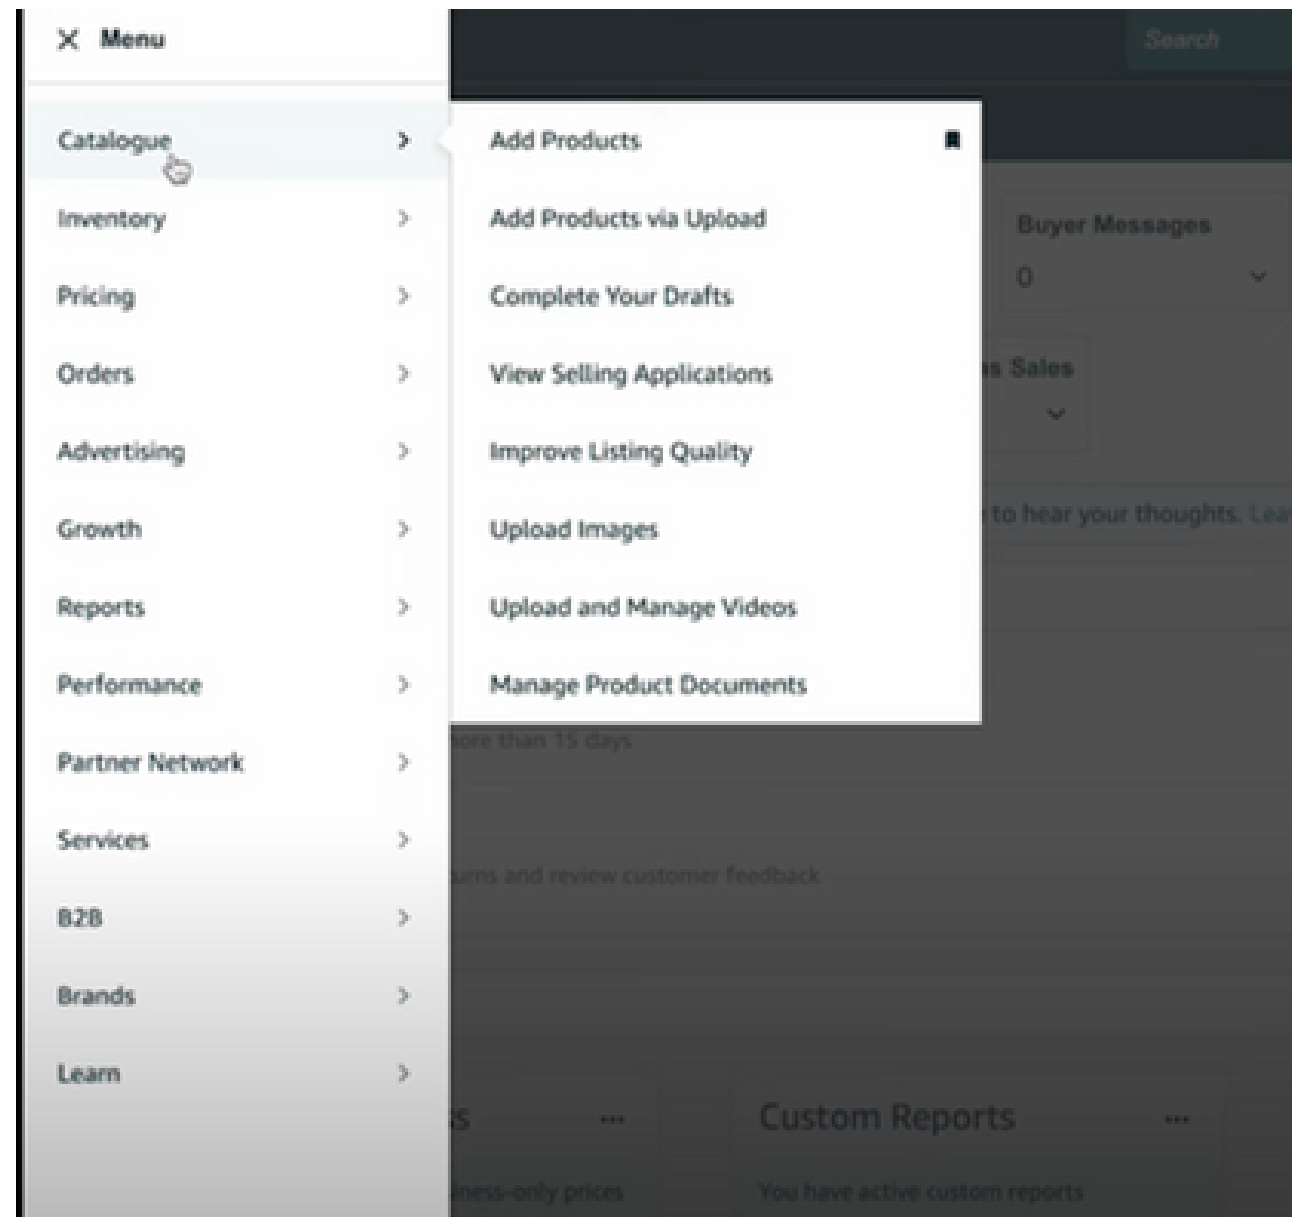 Menu
Search
Catalogue
Inventory
Pricing
Orders
Advertising
Growth
Reports
Performance
Partner Network
Services
B2B
Brands
Learn
Add Products
Add Products via Upload
Complete Your Drafts
View Selling Applications
Improve Listing Quality
Upload Images
Upload and Manage Videos
Manage Product Documents
Buyer Messages
0
Sales
to hear your thoughts.
more than 15 days
and review customer feedback
...
Custom Reports
...
-only prices
You have active custom reports